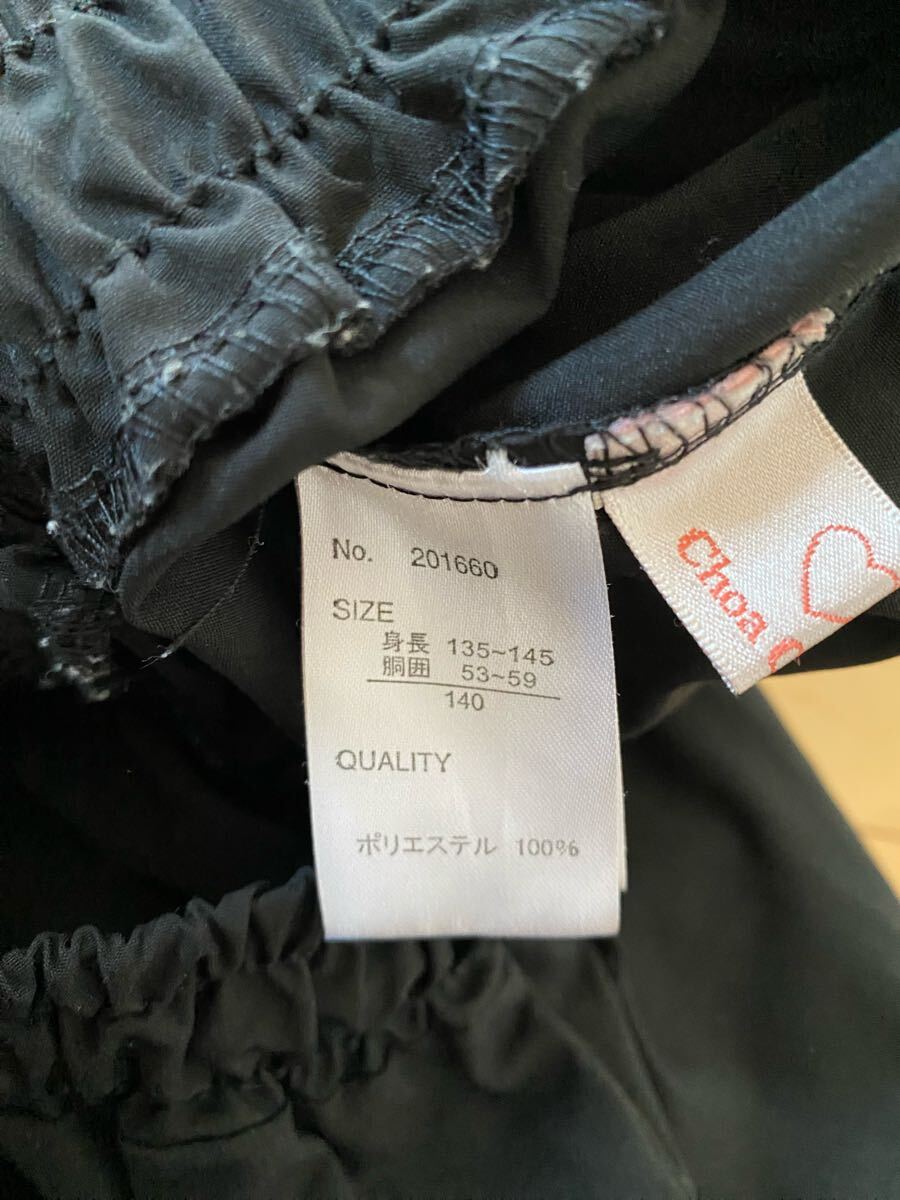 No. 201660
SIZE
身長 135~145
胴囲 53~59
140
QUALITY
ポリエステル 100%
Choa